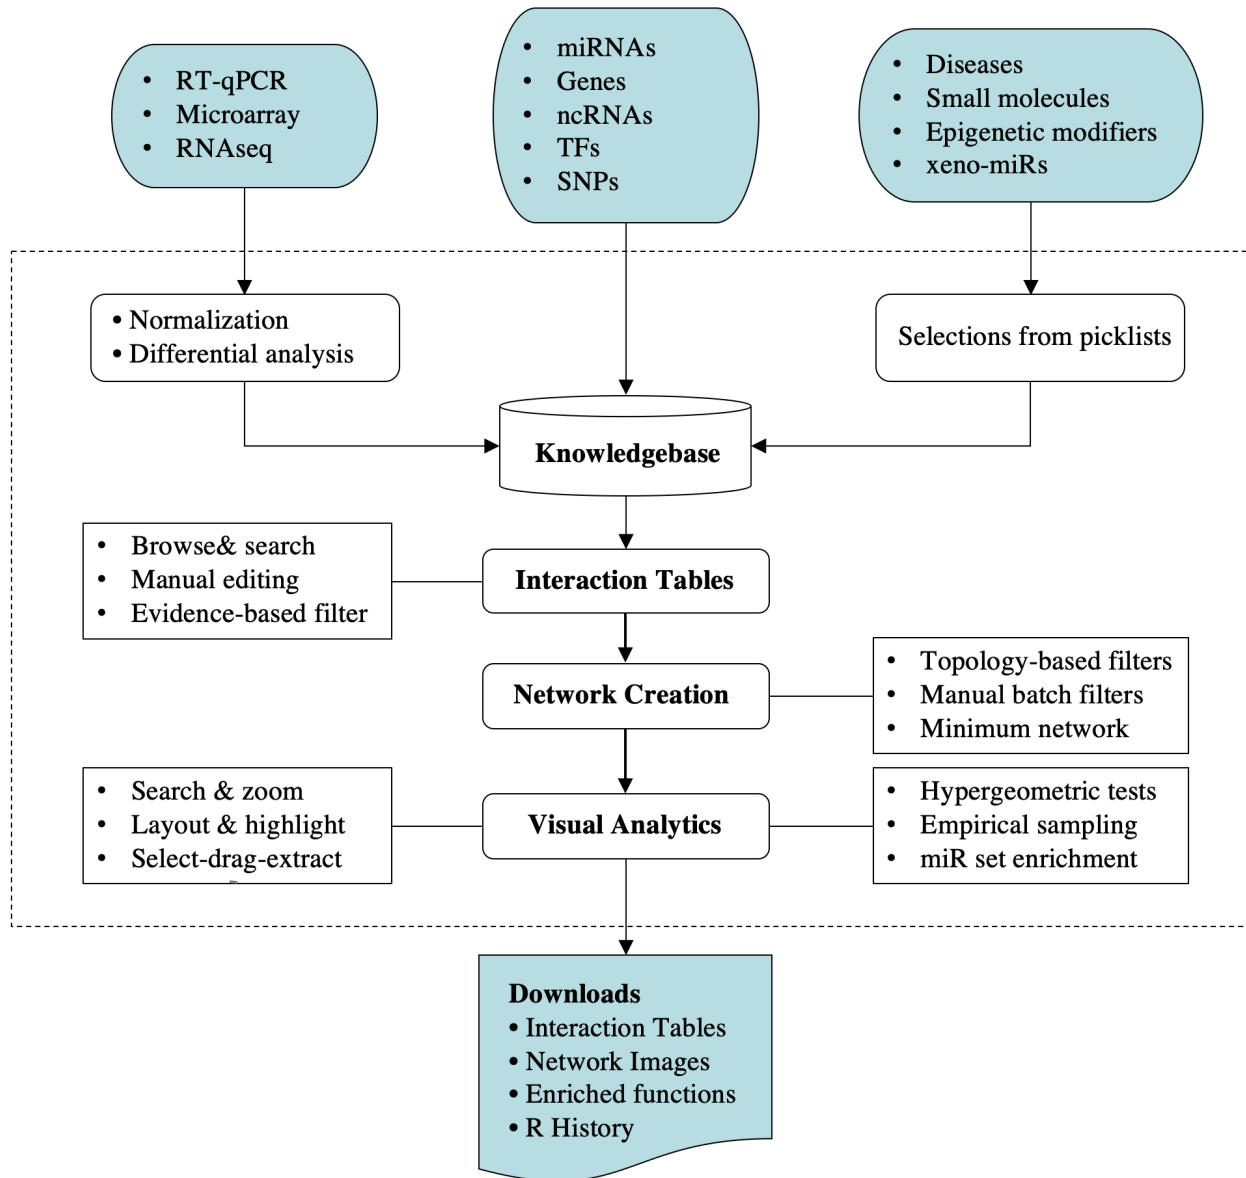 • RT-qPCR
• Microarray
• RNAseq
• miRNAs
• Genes
• ncRNAs
• TFs
• SNPs
• Diseases
• Small molecules
• Epigenetic modifiers
• xeno-miRs
• Normalization
• Differential analysis
Selections from picklists
Knowledgebase
• Browse& search
• Manual editing
• Evidence-based filter
Interaction Tables
Network Creation
• Topology-based filters
• Manual batch filters
• Minimum network
• Search & zoom
• Layout & highlight
• Select-drag-extract
Visual Analytics
• Hypergeometric tests
• Empirical sampling
• miR set enrichment
Downloads
• Interaction Tables
• Network Images
• Enriched functions
• R History